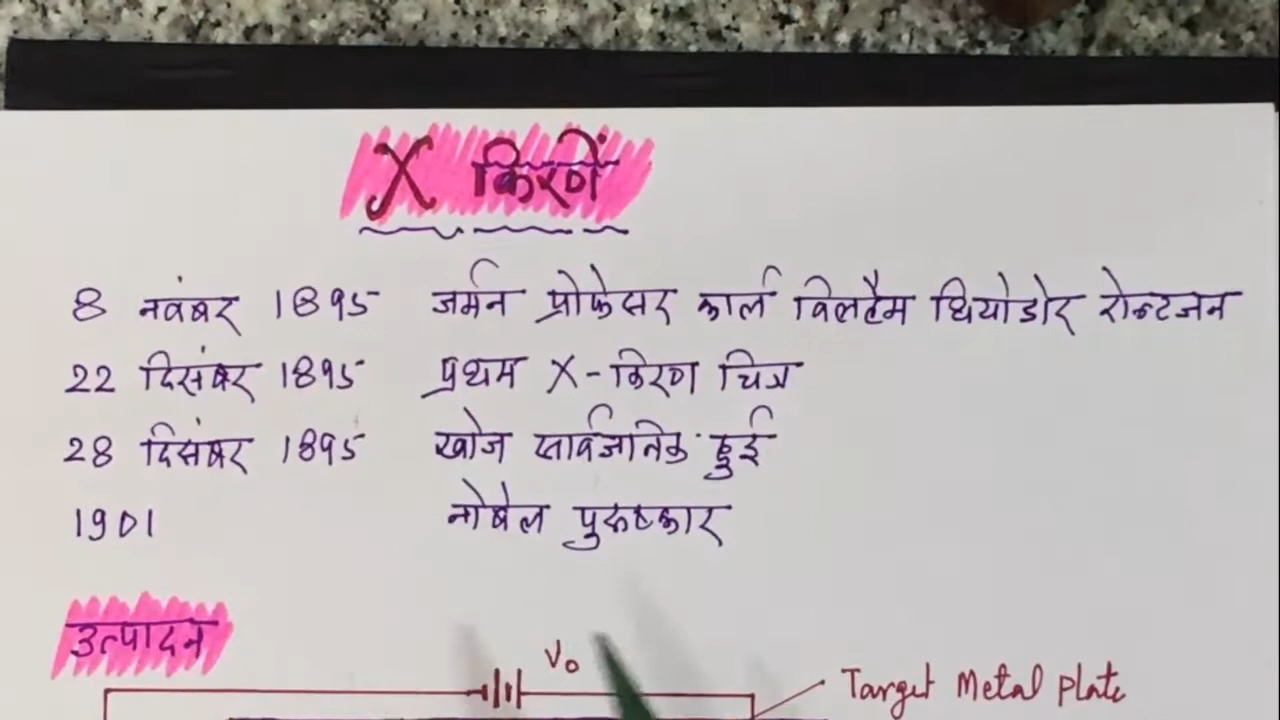 X किरणें
8 नवंबर 1895 जर्मन प्रोफेसर कार्ल विलहैम थियोडोर रोन्टजन
22 दिसंबर 1895 प्रथम X-किरण चित्र
28 दिसंबर 1895 खोज सार्वजनिक हुई
1901 नोबेल पुरुष्कार
उत्पादन
V₀
Target Metal plate